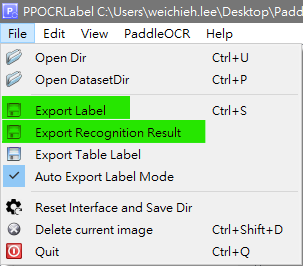 PPOCRLabel C:\Users\weichieh.lee\Desktop\Padd
File View PaddleOCR Help
Open Dir Ctrl+U
Open DatasetDir Ctrl+P
Export Label Ctrl+S
Export Recognition Result
Export Table Label
Auto Export Label Mode
Reset Interface and Save Dir
Delete current image Ctrl+Shift+D
Quit Ctrl+Q